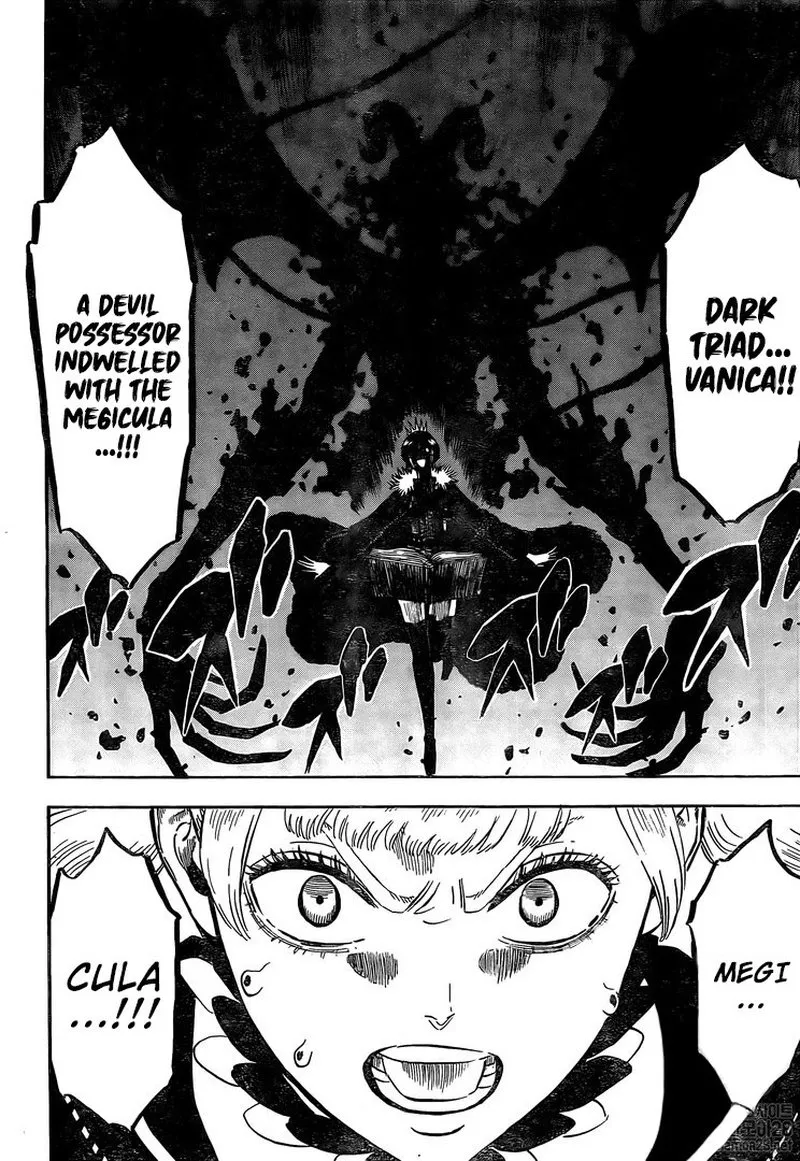 DARK
TRIAD...
VANICA!!
A DEVIL
POSSESSOR
INDWELLED
WITH THE
MEGICULA
...!!!
MEGI
...
CULA
...!!!